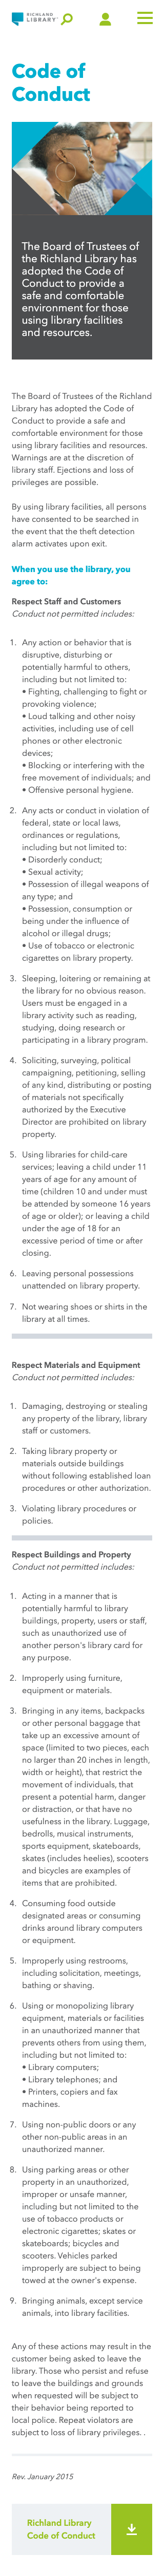 RICHLAND
LIBRARY
Code of
Conduct
The Board of Trustees of
the Richland Library has
adopted the Code of
Conduct to provide a
safe and comfortable
environment for those
using library facilities
and resources.
The Board of Trustees of the Richland
Library has adopted the Code of
Conduct to provide a safe and
comfortable environment for those
using library facilities and resources.
Warnings are at the discretion of
library staff. Ejections and loss of
privileges are possible.
By using library facilities, all persons
have consented to be searched in
the event that the theft detection
alarm activates upon exit.
When you use the library, you
agree to:
Respect Staff and Customers
Conduct not permitted includes:
1. Any action or behavior that is
disruptive, disturbing or
potentially harmful to others,
including but not limited to:
• Fighting, challenging to fight or
provoking violence;
• Loud talking and other noisy
activities, including use of cell
phones or other electronic
devices;
• Blocking or interfering with the
free movement of individuals; and
• Offensive personal hygiene.
2. Any acts or conduct in violation of
federal, state or local laws,
ordinances or regulations,
including but not limited to:
• Disorderly conduct;
• Sexual activity;
• Possession of illegal weapons of
any type; and
• Possession, consumption or
being under the influence of
alcohol or illegal drugs;
• Use of tobacco or electronic
cigarettes on library property.
3. Sleeping, loitering or remaining at
the library for no obvious reason.
Users must be engaged in a
library activity such as reading,
studying, doing research or
participating in a library program.
4. Soliciting, surveying, political
campaigning, petitioning, selling
of any kind, distributing or posting
of materials not specifically
authorized by the Executive
Director are prohibited on library
property.
5. Using libraries for child-care
services; leaving a child under 11
years of age for any amount of
time (children 10 and under must
be attended by someone 16 years
of age or older); or leaving a child
under the age of 18 for an
excessive period of time or after
closing.
6. Leaving personal possessions
unattended on library property.
7. Not wearing shoes or shirts in the
library at all times.
Respect Materials and Equipment
Conduct not permitted includes:
1. Damaging, destroying or stealing
any property of the library, library
staff or customers.
2. Taking library property or
materials outside buildings
without following established loan
procedures or other authorization.
3. Violating library procedures or
policies.
Respect Buildings and Property
Conduct not permitted includes:
1. Acting in a manner that is
potentially harmful to library
buildings, property, users or staff,
such as unauthorized use of
another person's library card for
any purpose.
2. Improperly using furniture,
equipment or materials.
3. Bringing in any items, backpacks
or other personal baggage that
take up an excessive amount of
space (limited to two pieces, each
no larger than 20 inches in length,
width or height), that restrict the
movement of individuals, that
present a potential harm, danger
or distraction, or that have no
usefulness in the library. Luggage,
bedrolls, musical instruments,
sports equipment, skateboards,
skates (includes heelies), scooters
and bicycles are examples of
items that are prohibited.
4. Consuming food outside
designated areas or consuming
drinks around library computers
or equipment.
5. Improperly using restrooms,
including solicitation, meetings,
bathing or shaving.
6. Using or monopolizing library
equipment, materials or facilities
in an unauthorized manner that
prevents others from using them,
including but not limited to:
• Library computers;
• Library telephones; and
• Printers, copiers and fax
machines.
7. Using non-public doors or any
other non-public areas in an
unauthorized manner.
8. Using parking areas or other
property in an unauthorized,
improper or unsafe manner,
including but not limited to the
use of tobacco products or
electronic cigarettes; skates or
skateboards; bicycles and
scooters. Vehicles parked
improperly are subject to being
towed at the owner's expense.
9. Bringing animals, except service
animals, into library facilities.
Any of these actions may result in the
customer being asked to leave the
library. Those who persist and refuse
to leave the buildings and grounds
when requested will be subject to
their behavior being reported to
local police. Repeat violators are
subject to loss of library privileges. .
Rev. January 2015
Richland Library
Code of Conduct